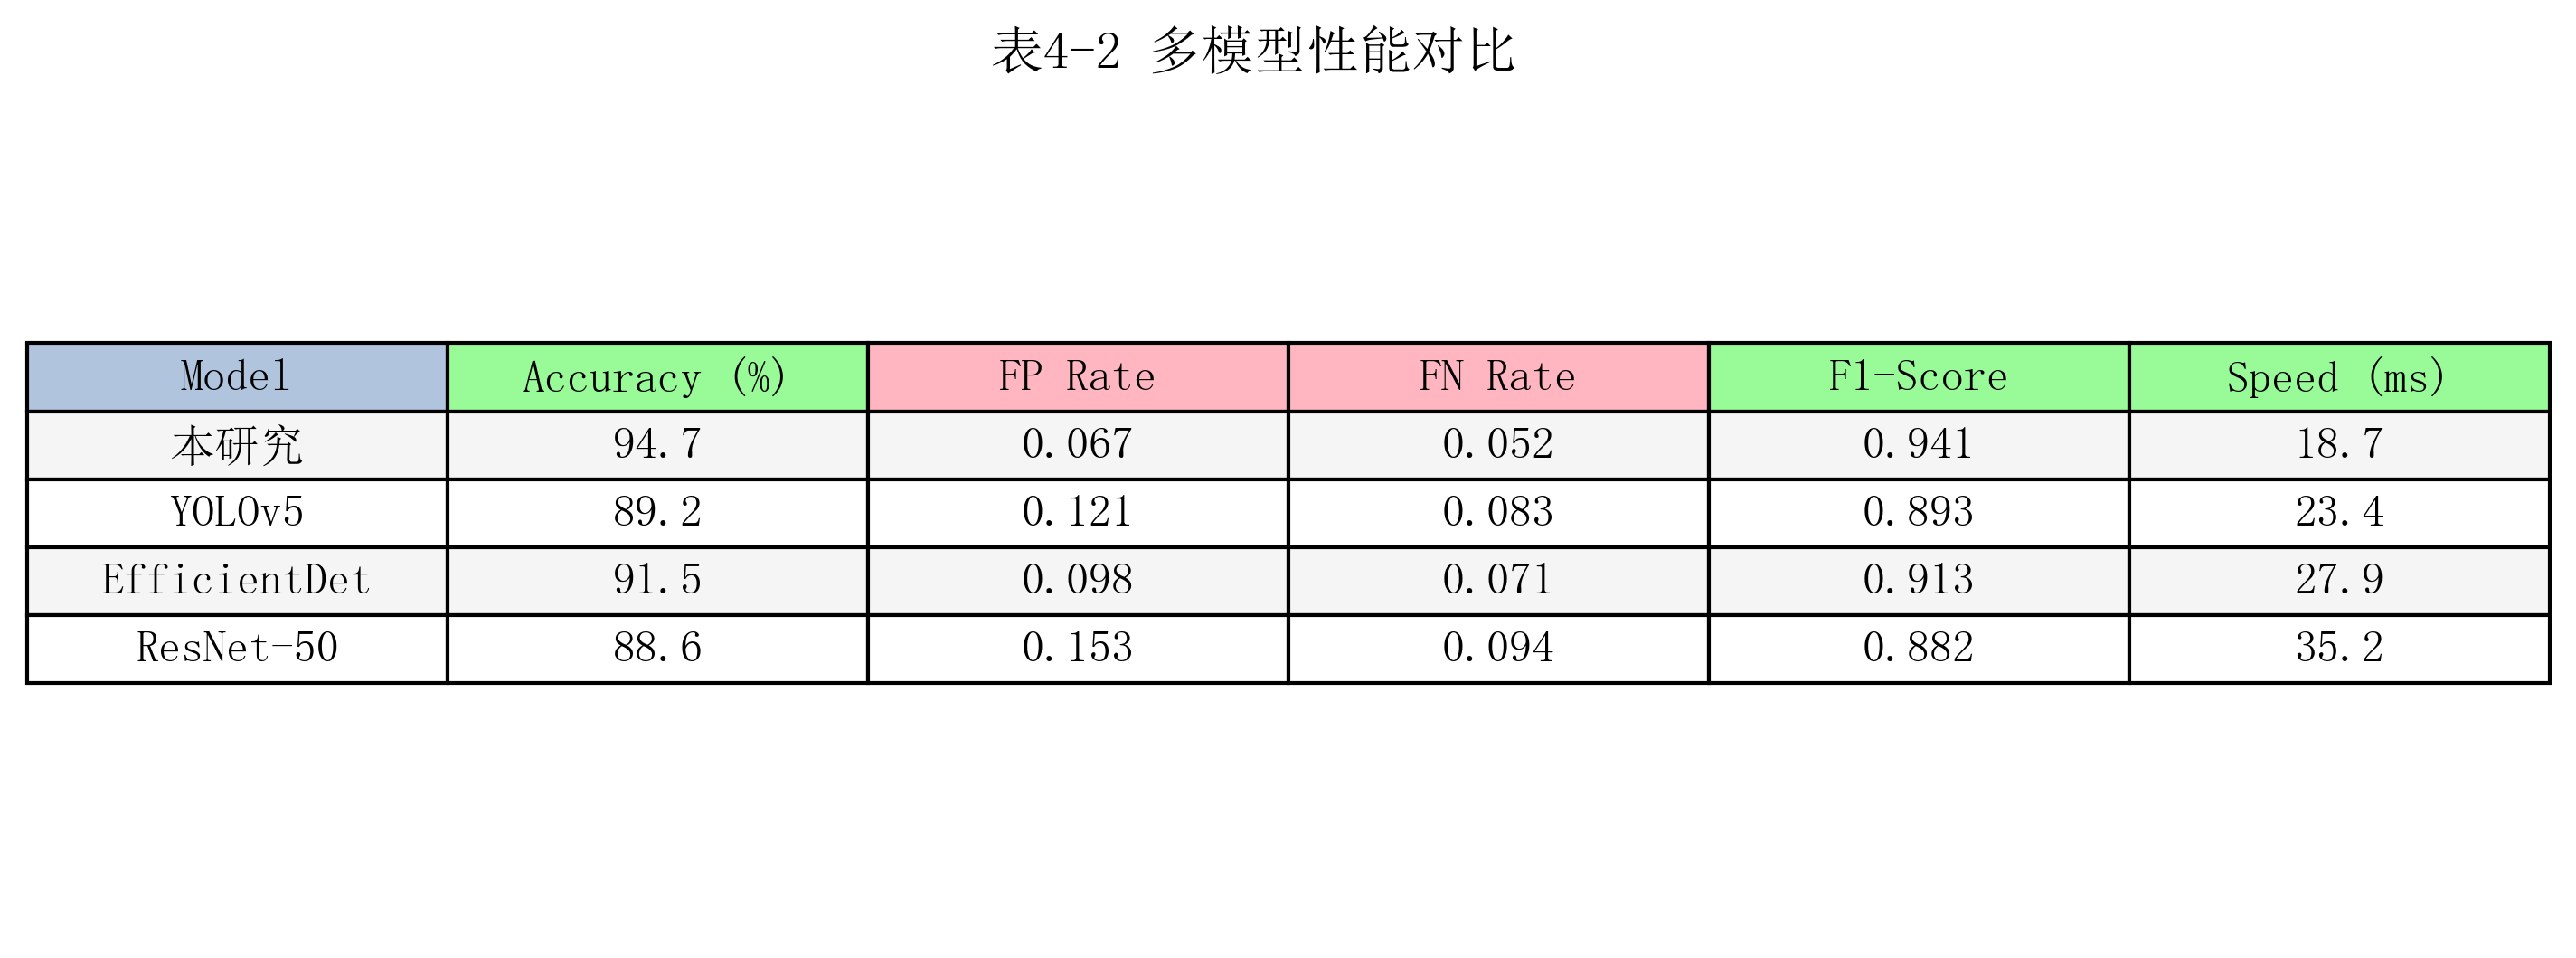 表4-2 多模型性能对比
Model Accuracy (%) FP Rate FN Rate F1-Score Speed (ms)
本研究 94.7 0.067 0.052 0.941 18.7
YOLOv5 89.2 0.121 0.083 0.893 23.4
EfficientDet 91.5 0.098 0.071 0.913 27.9
ResNet-50 88.6 0.153 0.094 0.882 35.2